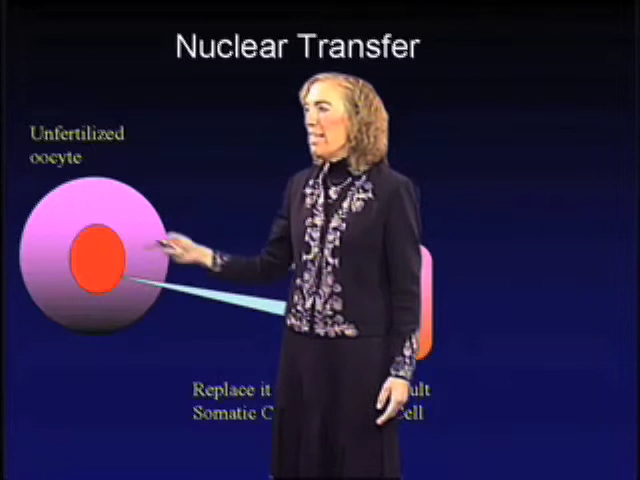 Nuclear Transfer
Unfertilized
oocyte
Replace it
Somatic